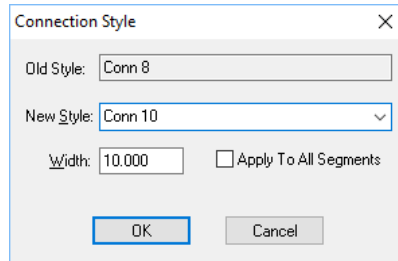 Connection Style
Old Style: Conn 8
New Style: Conn 10
Width: 10.000 Apply To All Segments
OK Cancel